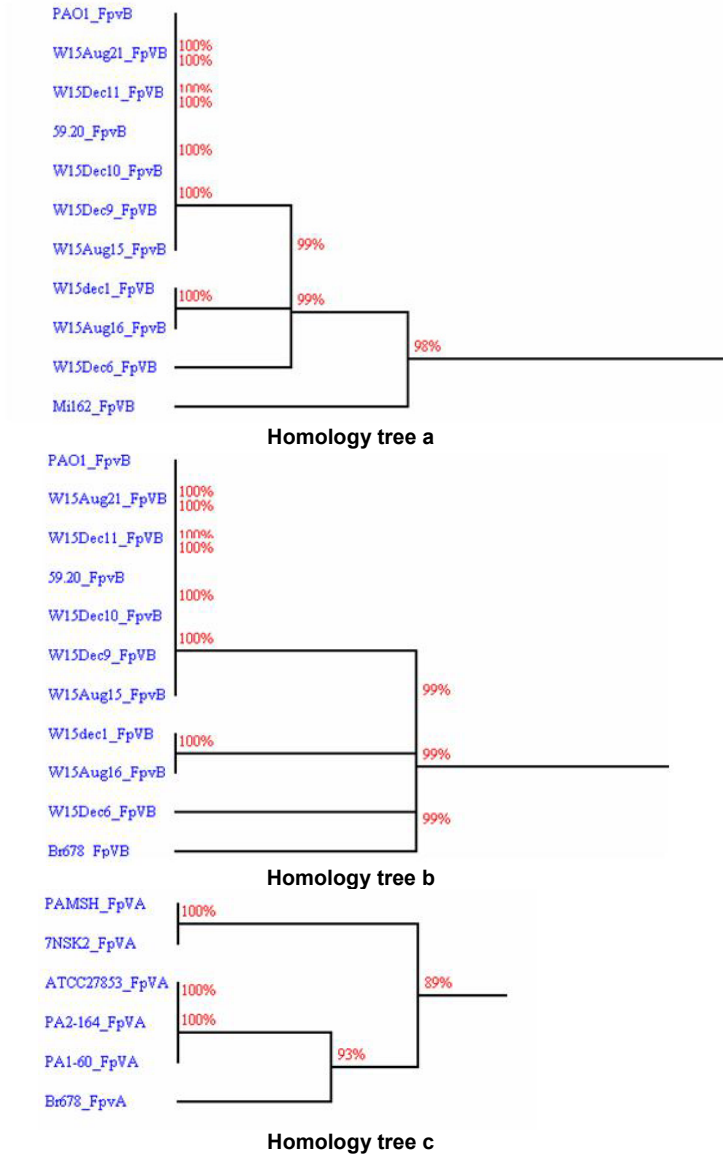 PAO1_FpvB
W15Aug21_FpVB
100%
100%
W15Dec11_FpVB
100%
100%
59.20_FpvB
100%
W15Dec10_FpvB
100%
W15Dec9_FpVB
W15Aug15_FpvB
99%
W15dec1_FpVB
100%
99%
W15Aug16_FpvB
98%
W15Dec6_FpVB
Mi162_FpVB
Homology tree a
PAO1_FpvB
W15Aug21_FpVB
100%
100%
W15Dec11_FpVB
100%
100%
59.20_FpvB
100%
W15Dec10_FpvB
100%
W15Dec9_FpVB
W15Aug15_FpvB
99%
W15dec1_FpVB
100%
99%
W15Aug16_FpvB
W15Dec6_FpVB
99%
Br678_FpVB
Homology tree b
PAMSH_FpVA
100%
7NSK2_FpVA
ATCC27853_FpVA
100%
89%
PA2-164_FpVA
100%
PA1-60_FpVA
93%
Br678_FpvA
Homology tree c